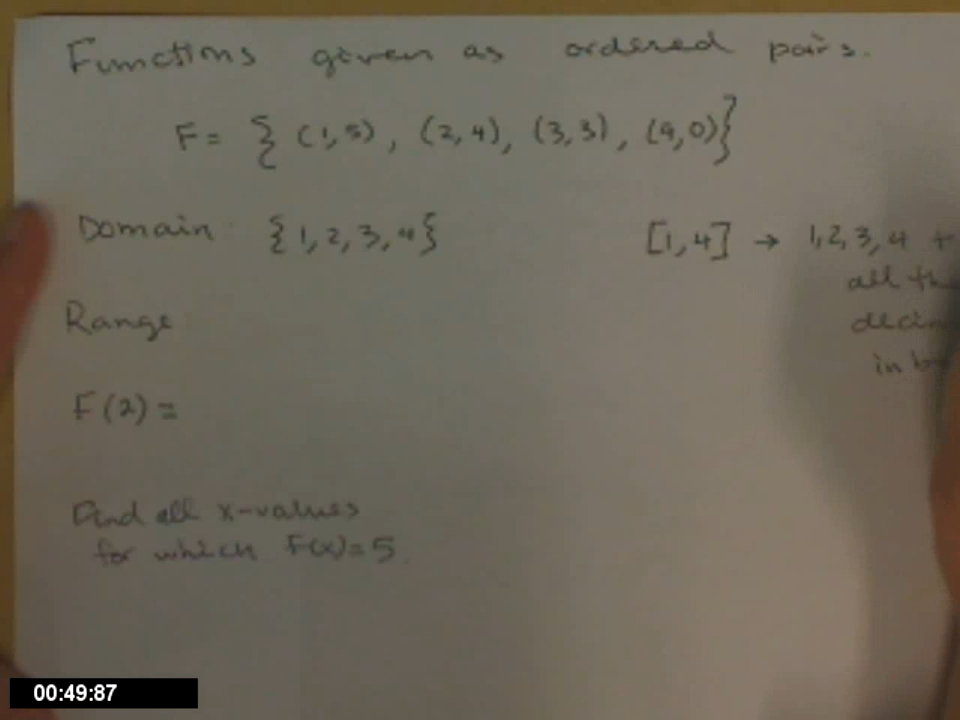 Functions given as ordered pairs.
F = { (1,5), (2,4), (3,3), (4,0)}
Domain: {1,2,3,4}
[1,4] → 1,2,3,4 +
all
Range
F(2) =
in
Find all x-values
for which F(x)=5.
00:49:87